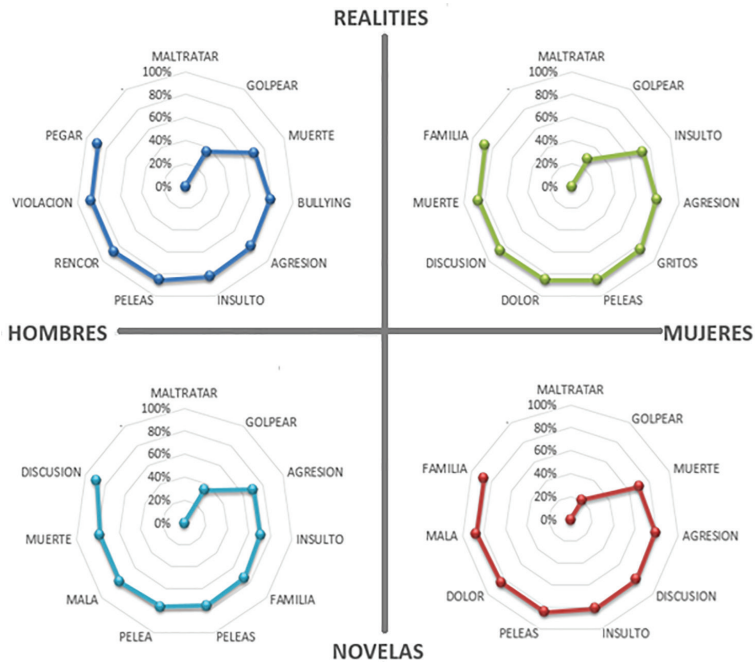 REALITIES
MALTRATAR
100%
80%
60%
40%
20%
0%
GOLPEAR
MUERTE
BULLYING
AGRESION
INSULTO
PELEAS
RENCOR
VIOLACION
PEGAR
MALTRATAR
100%
80%
60%
40%
20%
0%
GOLPEAR
INSULTO
AGRESION
GRITOS
PELEAS
DOLOR
DISCUSION
MUERTE
FAMILIA
HOMBRES
MUJERES
MALTRATAR
100%
80%
60%
40%
20%
0%
GOLPEAR
AGRESION
INSULTO
FAMILIA
PELEAS
PELEA
MALA
MUERTE
DISCUSION
MALTRATAR
100%
80%
60%
40%
20%
0%
GOLPEAR
MUERTE
AGRESION
DISCUSION
INSULTO
PELEAS
DOLOR
MALA
FAMILIA
NOVELAS